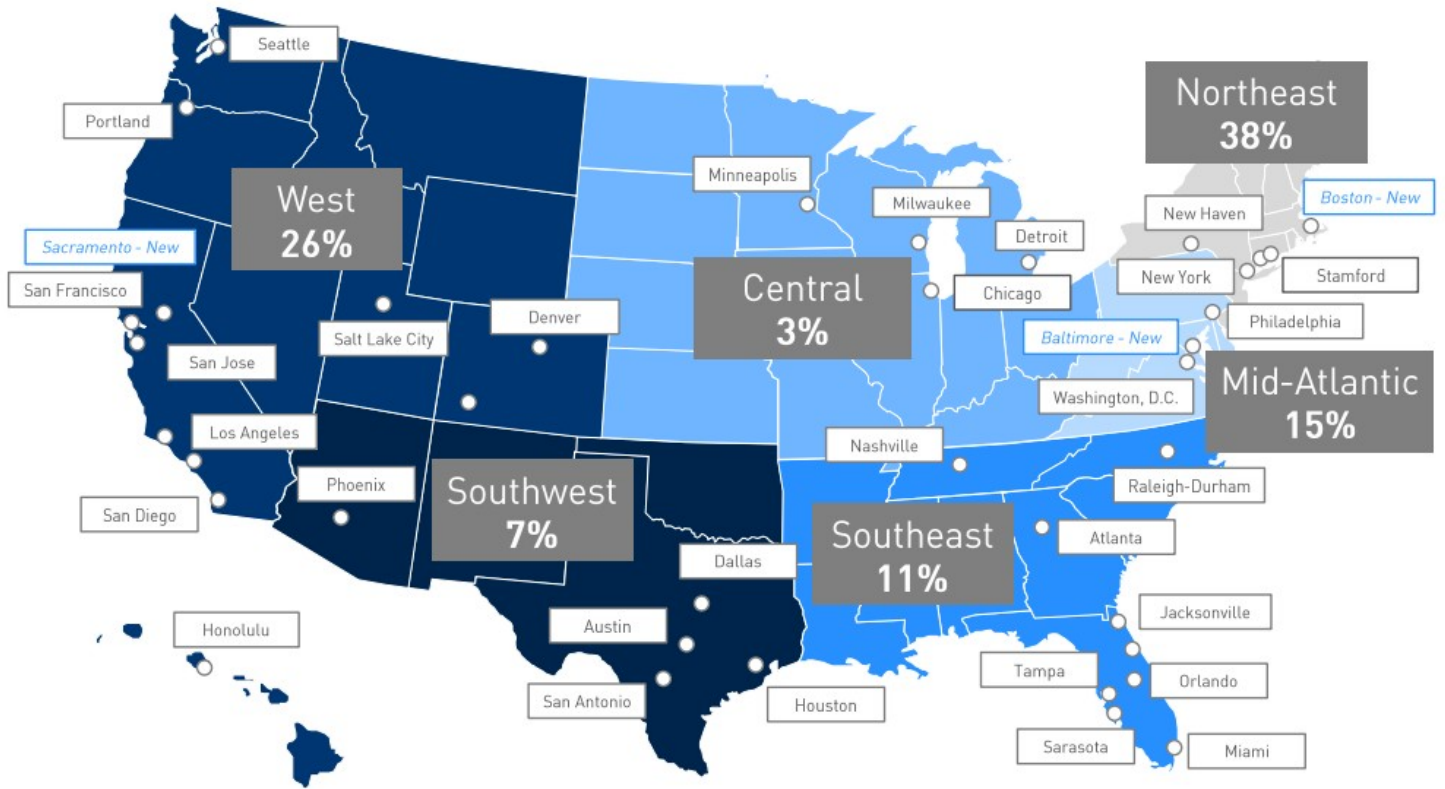 Seattle
Portland
West
26%
Sacramento - New
San Francisco
San Jose
Salt Lake City
Denver
Los Angeles
San Diego
Phoenix
Honolulu
Southwest
7%
Dallas
Austin
San Antonio
Houston
Minneapolis
Milwaukee
Detroit
Central
3%
Chicago
Nashville
Northeast
38%
Boston - New
New Haven
New York
Stamford
Philadelphia
Baltimore - New
Washington, D.C.
Mid-Atlantic
15%
Raleigh-Durham
Southeast
11%
Atlanta
Jacksonville
Tampa
Orlando
Sarasota
Miami